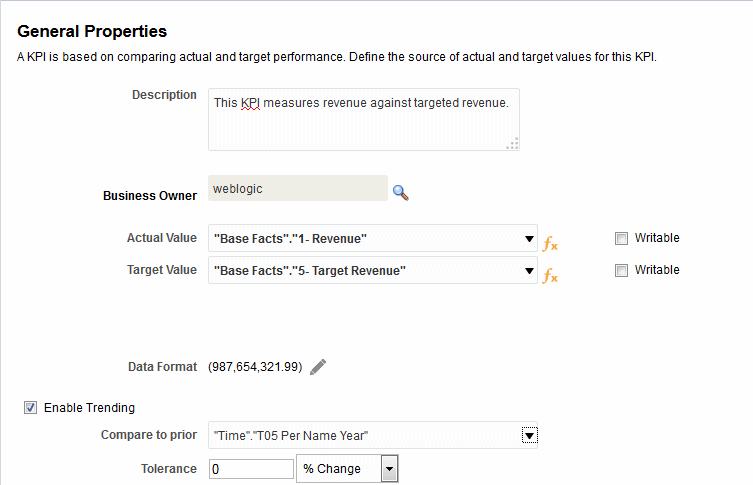 General Properties
A KPI is based on comparing actual and target performance. Define the source of actual and target values for this KPI.
Description
This KPI measures revenue against targeted revenue.
Business Owner
weblogic
Actual Value
"Base Facts"."1- Revenue"
fx
Writable
Target Value
"Base Facts"."5- Target Revenue"
fx
Writable
Data Format
(987,654,321.99)
Enable Trending
Compare to prior
"Time"."T05 Per Name Year"
Tolerance
0
% Change